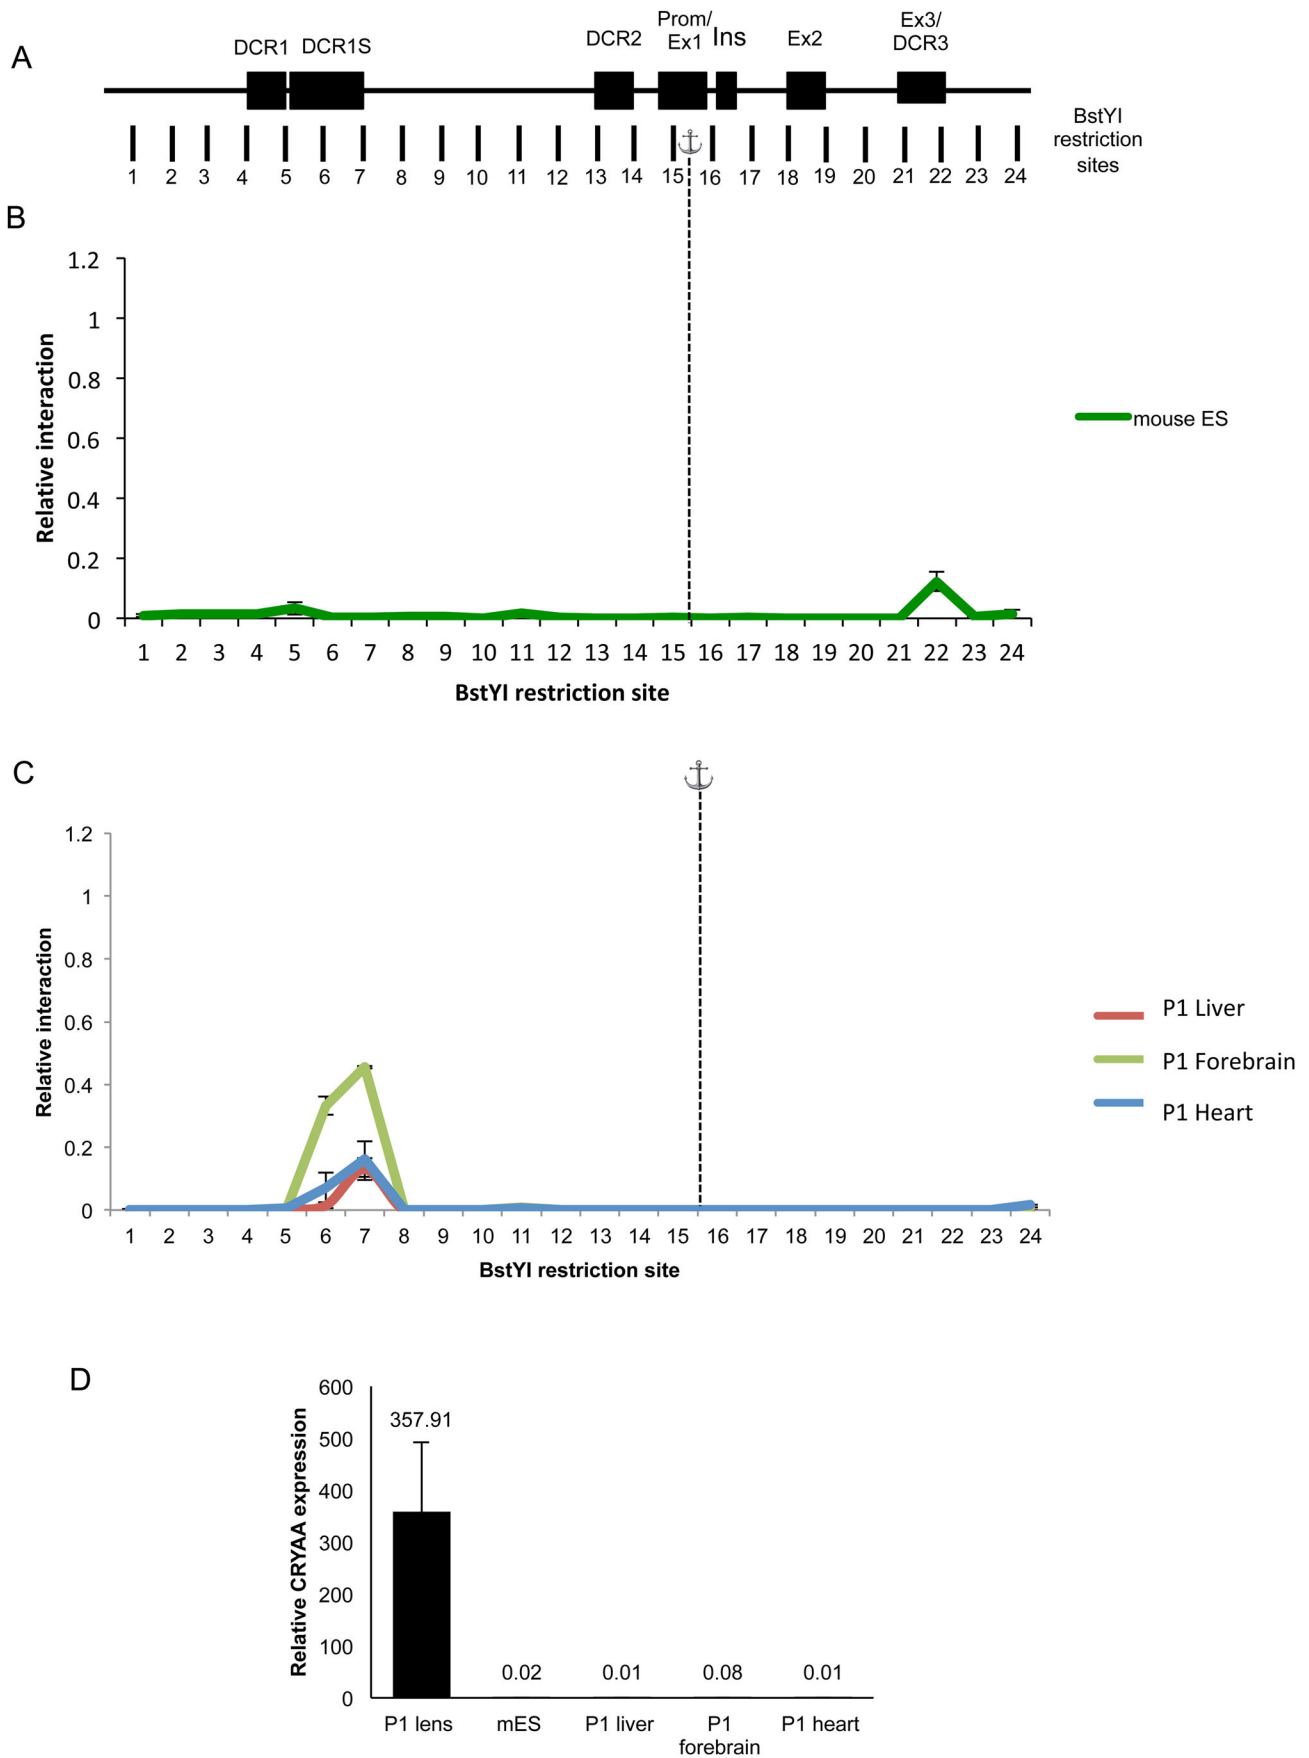 A
DCR1 DCR1S DCR2 Prom/ Ex1 Ins Ex2 Ex3/ DCR3
BstYI restriction sites
1 2 3 4 5 6 7 8 9 10 11 12 13 14 15 16 17 18 19 20 21 22 23 24
B
1.2
1
0.8
0.6
0.4
0.2
0
Relative interaction
mouse ES
1 2 3 4 5 6 7 8 9 10 11 12 13 14 15 16 17 18 19 20 21 22 23 24
BstYI restriction site
C
1.2
1
0.8
0.6
0.4
0.2
0
Relative interaction
P1 Liver
P1 Forebrain
P1 Heart
1 2 3 4 5 6 7 8 9 10 11 12 13 14 15 16 17 18 19 20 21 22 23 24
BstYI restriction site
D
600
500
400
300
200
100
0
Relative CRYAA expression
357.91 0.02 0.01 0.08 0.01
P1 lens mES P1 liver P1 forebrain P1 heart